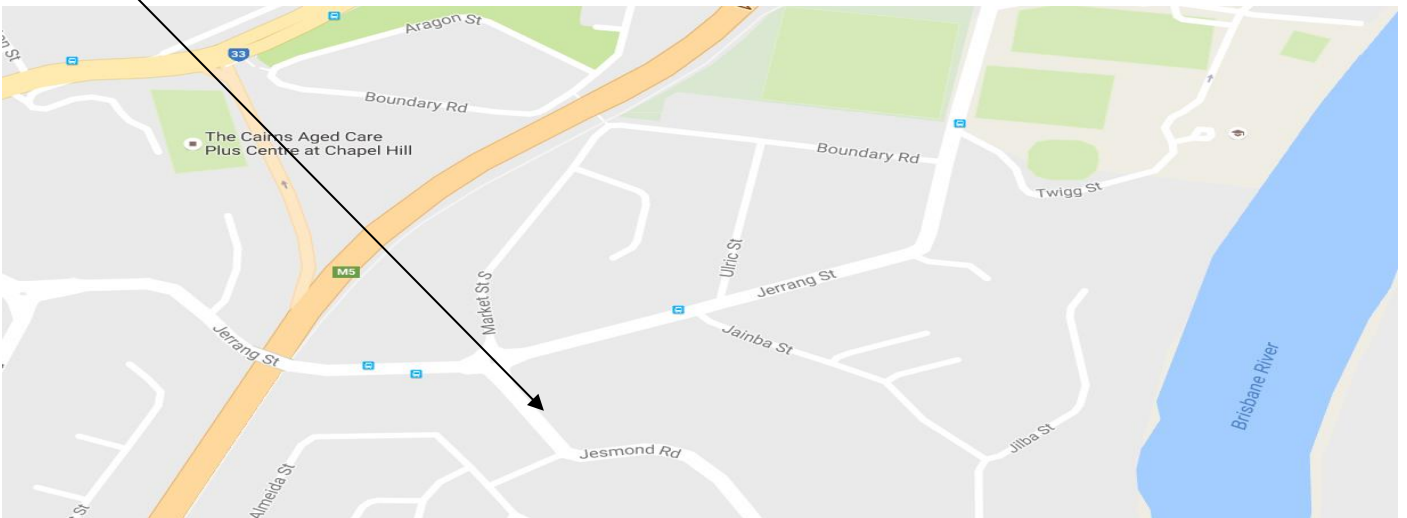 Aragon St
33
Boundary Rd
The Cairns Aged Care
Plus Centre at Chapel Hill
Boundary Rd
Twigg St
Ulric St
M5
Market St S
Jerrang St
Jerrang St
Jainba St
Brisbane River
Jilba St
Jesmond Rd
Almeida St
St